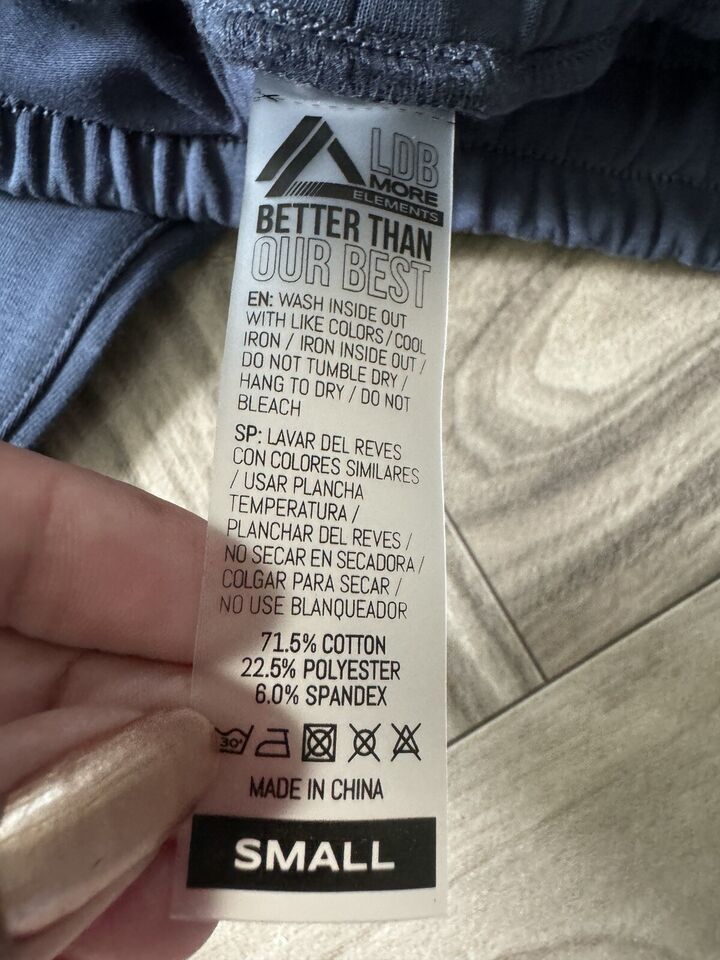 LDB
MORE
ELEMENTS
BETTER THAN
OUR BEST
EN: WASH INSIDE OUT
WITH LIKE COLORS/COOL
IRON / IRON INSIDE OUT /
DO NOT TUMBLE DRY /
HANG TO DRY / DO NOT
BLEACH
SP: LAVAR DEL REVES
CON COLORES SIMILARES
/ USAR PLANCHA
TEMPERATURA /
PLANCHAR DEL REVES /
NO SECAR EN SECADORA /
COLGAR PARA SECAR /
NO USE BLANQUEADOR
71.5% COTTON
22.5% POLYESTER
6.0% SPANDEX
30°
MADE IN CHINA
SMALL